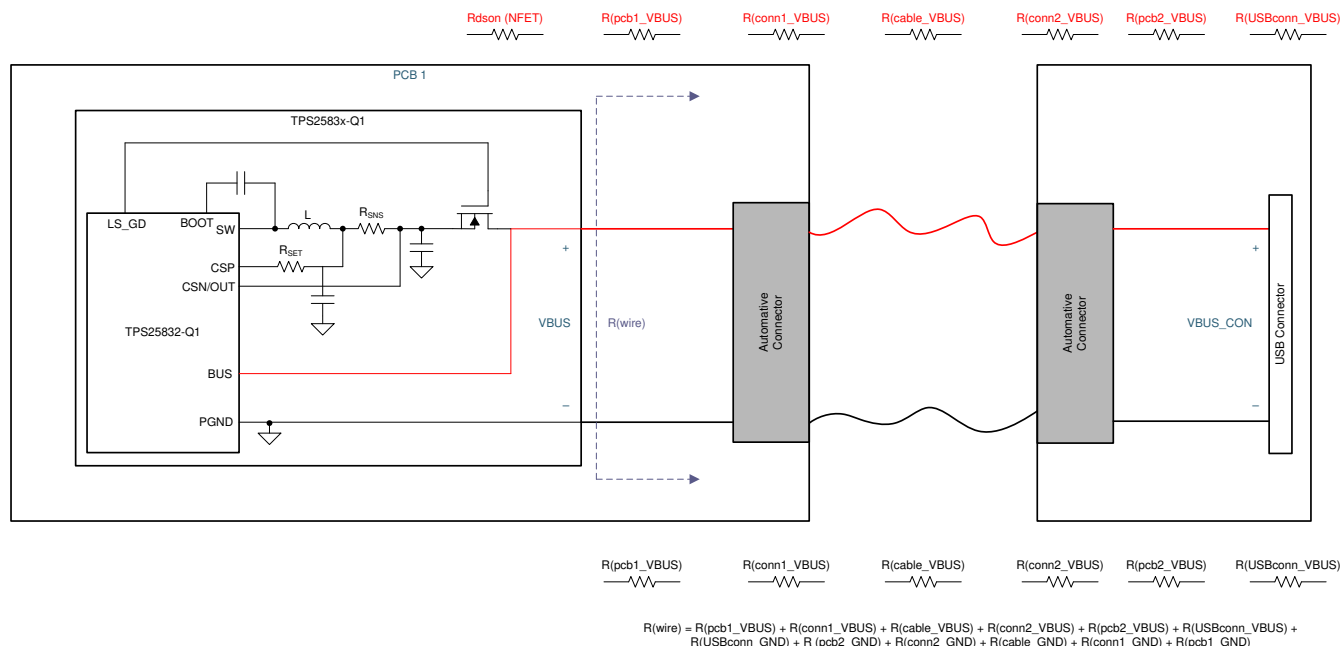 Rdson (NFET) R(pcb1_VBUS) R(conn1_VBUS) R(cable_VBUS) R(conn2_VBUS) R(pcb2_VBUS) R(USBconn_VBUS)
PCB 1
TPS2583x-Q1
LS_GD
BOOT
SW
L
RSNS
RSET
CSP
CSN/OUT
TPS25832-Q1
BUS
PGND
+
VBUS
–
R(wire)
Automative
Connector
Automative
Connector
+
VBUS_CON
–
USB Connector
R(pcb1_VBUS) R(conn1_VBUS) R(cable_VBUS) R(conn2_VBUS) R(pcb2_VBUS) R(USBconn_VBUS)
R(wire) = R(pcb1_VBUS) + R(conn1_VBUS) + R(cable_VBUS) + R(conn2_VBUS) + R(pcb2_VBUS) + R(USBconn_VBUS) +
R(USBconn_GND) + R (pcb2_GND) + R(conn2_GND) + R(cable_GND) + R(conn1_GND) + R(pcb1_GND)